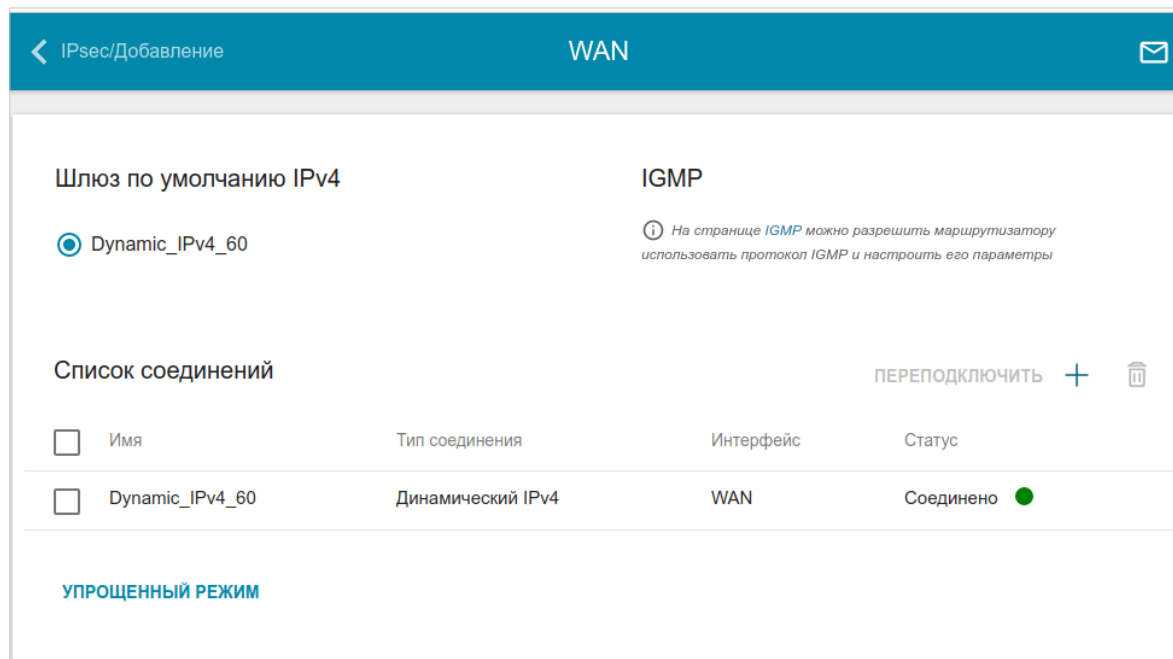 IPsec/Добавление
WAN
Шлюз по умолчанию IPv4
IGMP
Dynamic_IPv4_60
На странице IGMP можно разрешить маршрутизатору
использовать протокол IGMP и настроить его параметры
Список соединений
ПЕРЕПОДКЛЮЧИТЬ
Имя Тип соединения Интерфейс Статус
Dynamic_IPv4_60 Динамический IPv4 WAN Соединено
УПРОЩЕННЫЙ РЕЖИМ